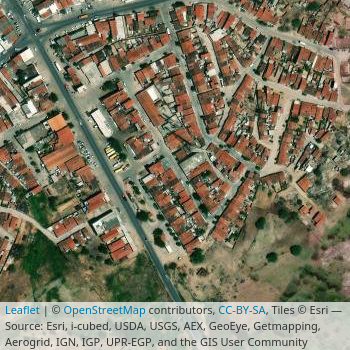 Leaflet | © OpenStreetMap contributors, CC-BY-SA, Tiles © Esri —
Source: Esri, i-cubed, USDA, USGS, AEX, GeoEye, Getmapping,
Aerogrid, IGN, IGP, UPR-EGP, and the GIS User Community